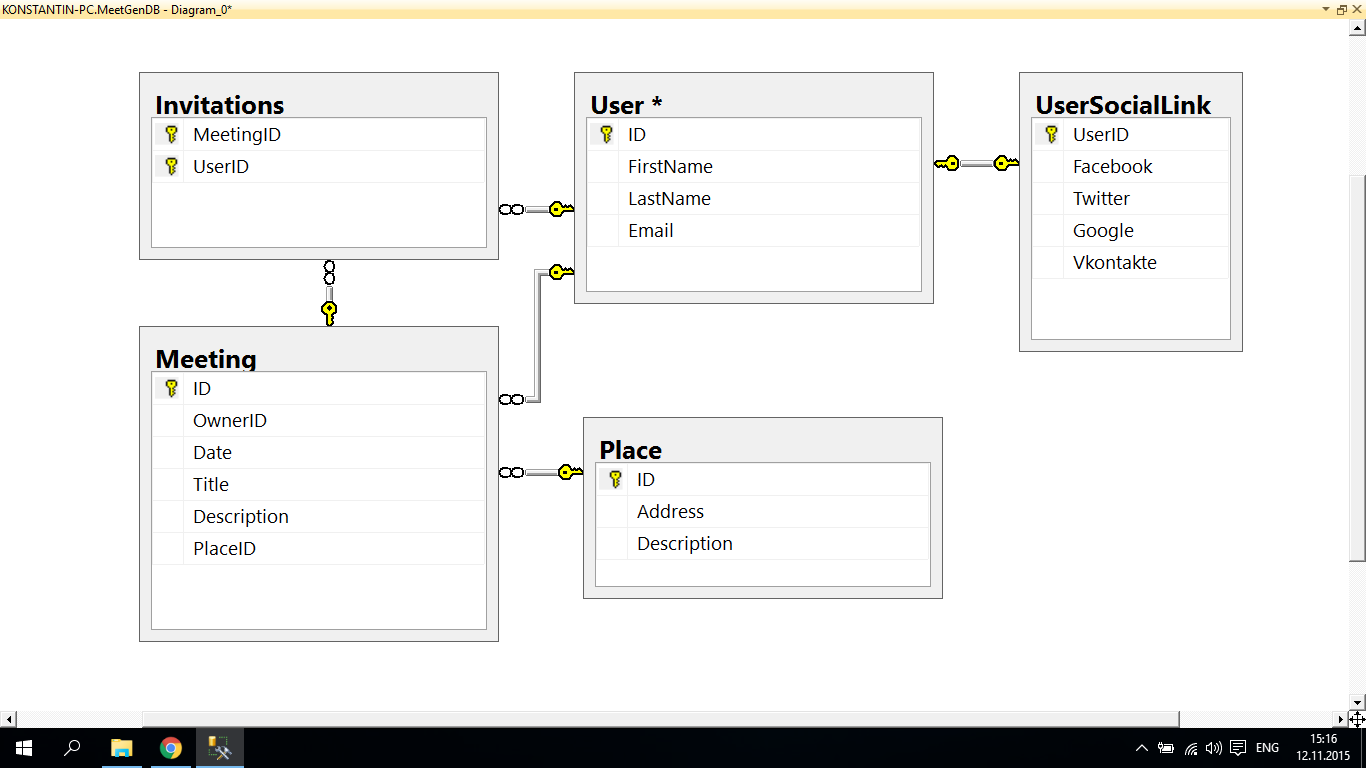 KONSTANTIN-PC.MeetGenDB - Diagram_0*
Invitations
MeetingID
UserID
User *
ID
FirstName
LastName
Email
UserSocialLink
UserID
Facebook
Twitter
Google
Vkontakte
Meeting
ID
OwnerID
Date
Title
Description
PlaceID
Place
ID
Address
Description
ENG
15:16
12.11.2015